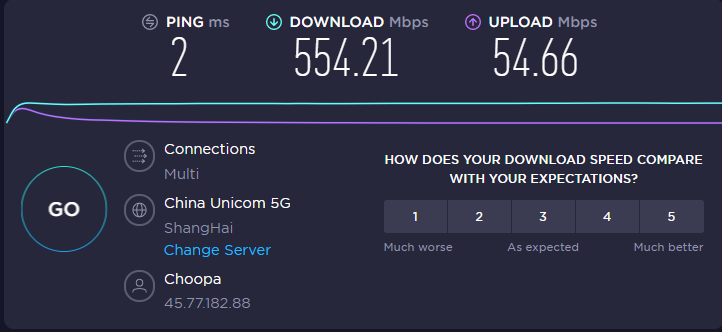 PING ms
2
DOWNLOAD Mbps
554.21
UPLOAD Mbps
54.66
GO
Connections
Multi
China Unicom 5G
ShangHai
Change Server
Choopa
45.77.182.88
HOW DOES YOUR DOWNLOAD SPEED COMPARE
WITH YOUR EXPECTATIONS?
1 2 3 4 5
Much worse As expected Much better